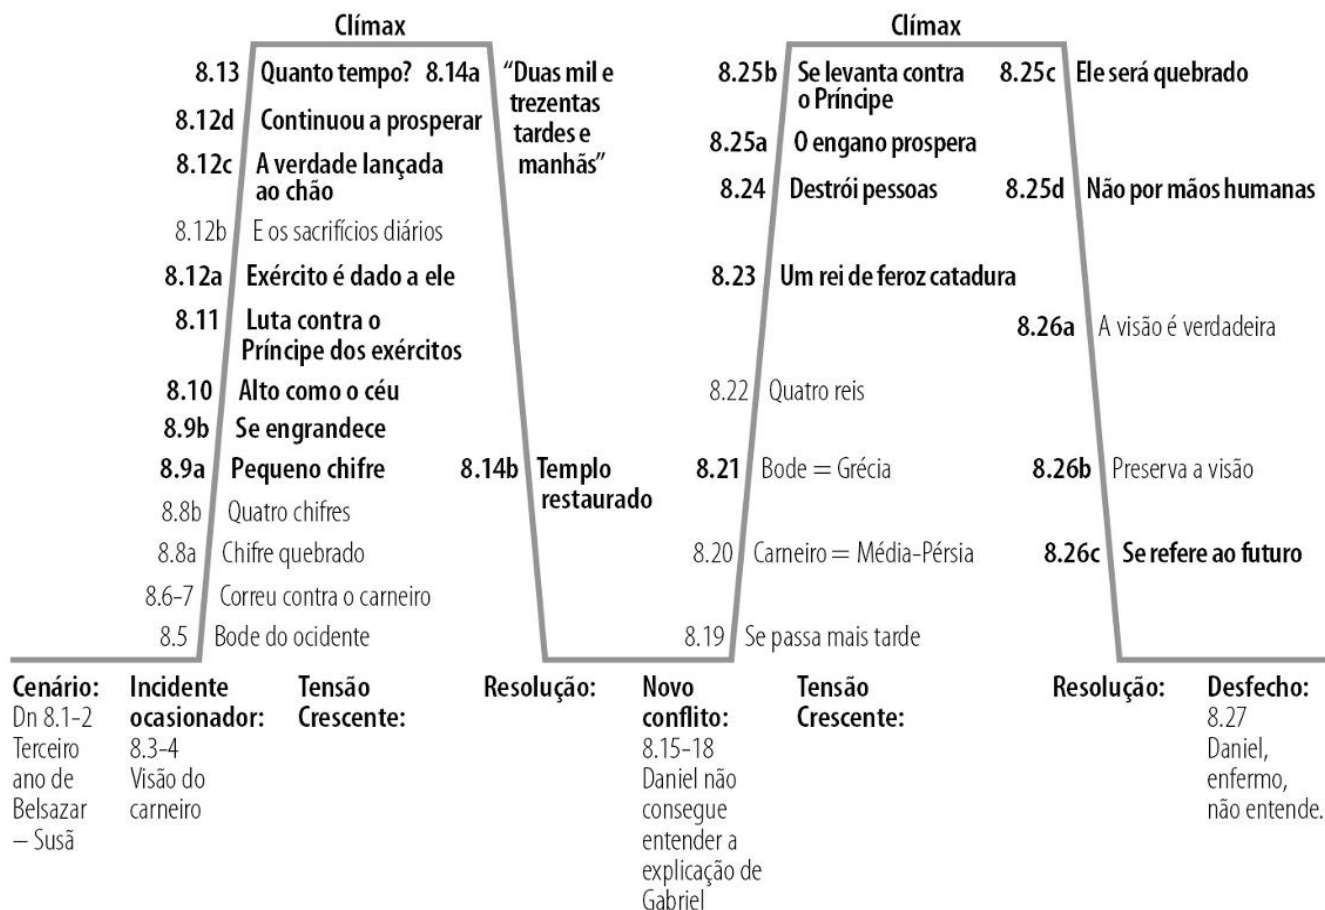 Clímax
8.13 Quanto tempo? 8.14a "Duas mil e
trezentas
tardes e
manhãs"
8.12d Continuou a prosperar
8.12c A verdade lançada
ao chão
8.12b E os sacrifícios diários
8.12a Exército é dado a ele
8.11 Luta contra o
Príncipe dos exércitos
8.10 Alto como o céu
8.9b Se engrandece
8.9a Pequeno chifre 8.14b Templo
restaurado
8.8b Quatro chifres
8.8a Chifre quebrado
8.6-7 Correu contra o carneiro
8.5 Bode do ocidente
Clímax
8.25b Se levanta contra 8.25c Ele será quebrado
o Príncipe
8.25a O engano prospera
8.24 Destrói pessoas 8.25d Não por mãos humanas
8.23 Um rei de feroz catadura
8.26a A visão é verdadeira
8.22 Quatro reis
8.21 Bode = Grécia 8.26b Preserva a visão
8.20 Carneiro = Média-Pérsia 8.26c Se refere ao futuro
8.19 Se passa mais tarde
Cenário:
Dn 8.1-2
Terceiro
ano de
Belsazar
– Susã
Incidente
ocasionador:
8.3-4
Visão do
carneiro
Tensão
Crescente:
Resolução:
Novo
conflito:
8.15-18
Daniel não
consegue
entender a
explicação de
Gabriel
Tensão
Crescente:
Resolução:
Desfecho:
8.27
Daniel,
enfermo,
não entende.